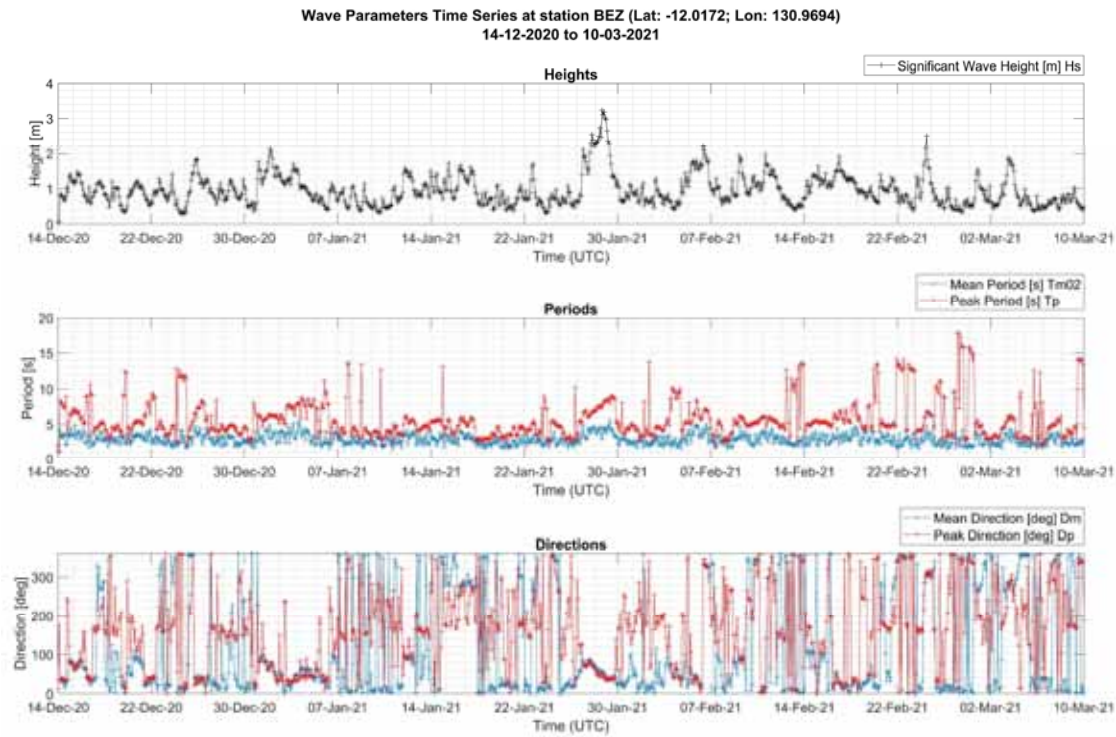 Wave Parameters Time Series at station BEZ (Lat: -12.0172; Lon: 130.9694)
14-12-2020 to 10-03-2021
Significant Wave Height [m] Hs
Heights
Height [m]
4
3
2
1
0
14-Dec-20 22-Dec-20 30-Dec-20 07-Jan-21 14-Jan-21 22-Jan-21 30-Jan-21 07-Feb-21 14-Feb-21 22-Feb-21 02-Mar-21 10-Mar-21
Time (UTC)
Mean Period [s] Tm02
Peak Period [s] Tp
Periods
Period [s]
20
15
10
5
0
14-Dec-20 22-Dec-20 30-Dec-20 07-Jan-21 14-Jan-21 22-Jan-21 30-Jan-21 07-Feb-21 14-Feb-21 22-Feb-21 02-Mar-21 10-Mar-21
Time (UTC)
Mean Direction [deg] Dm
Peak Direction [deg] Dp
Directions
Direction [deg]
300
200
100
0
14-Dec-20 22-Dec-20 30-Dec-20 07-Jan-21 14-Jan-21 22-Jan-21 30-Jan-21 07-Feb-21 14-Feb-21 22-Feb-21 02-Mar-21 10-Mar-21
Time (UTC)